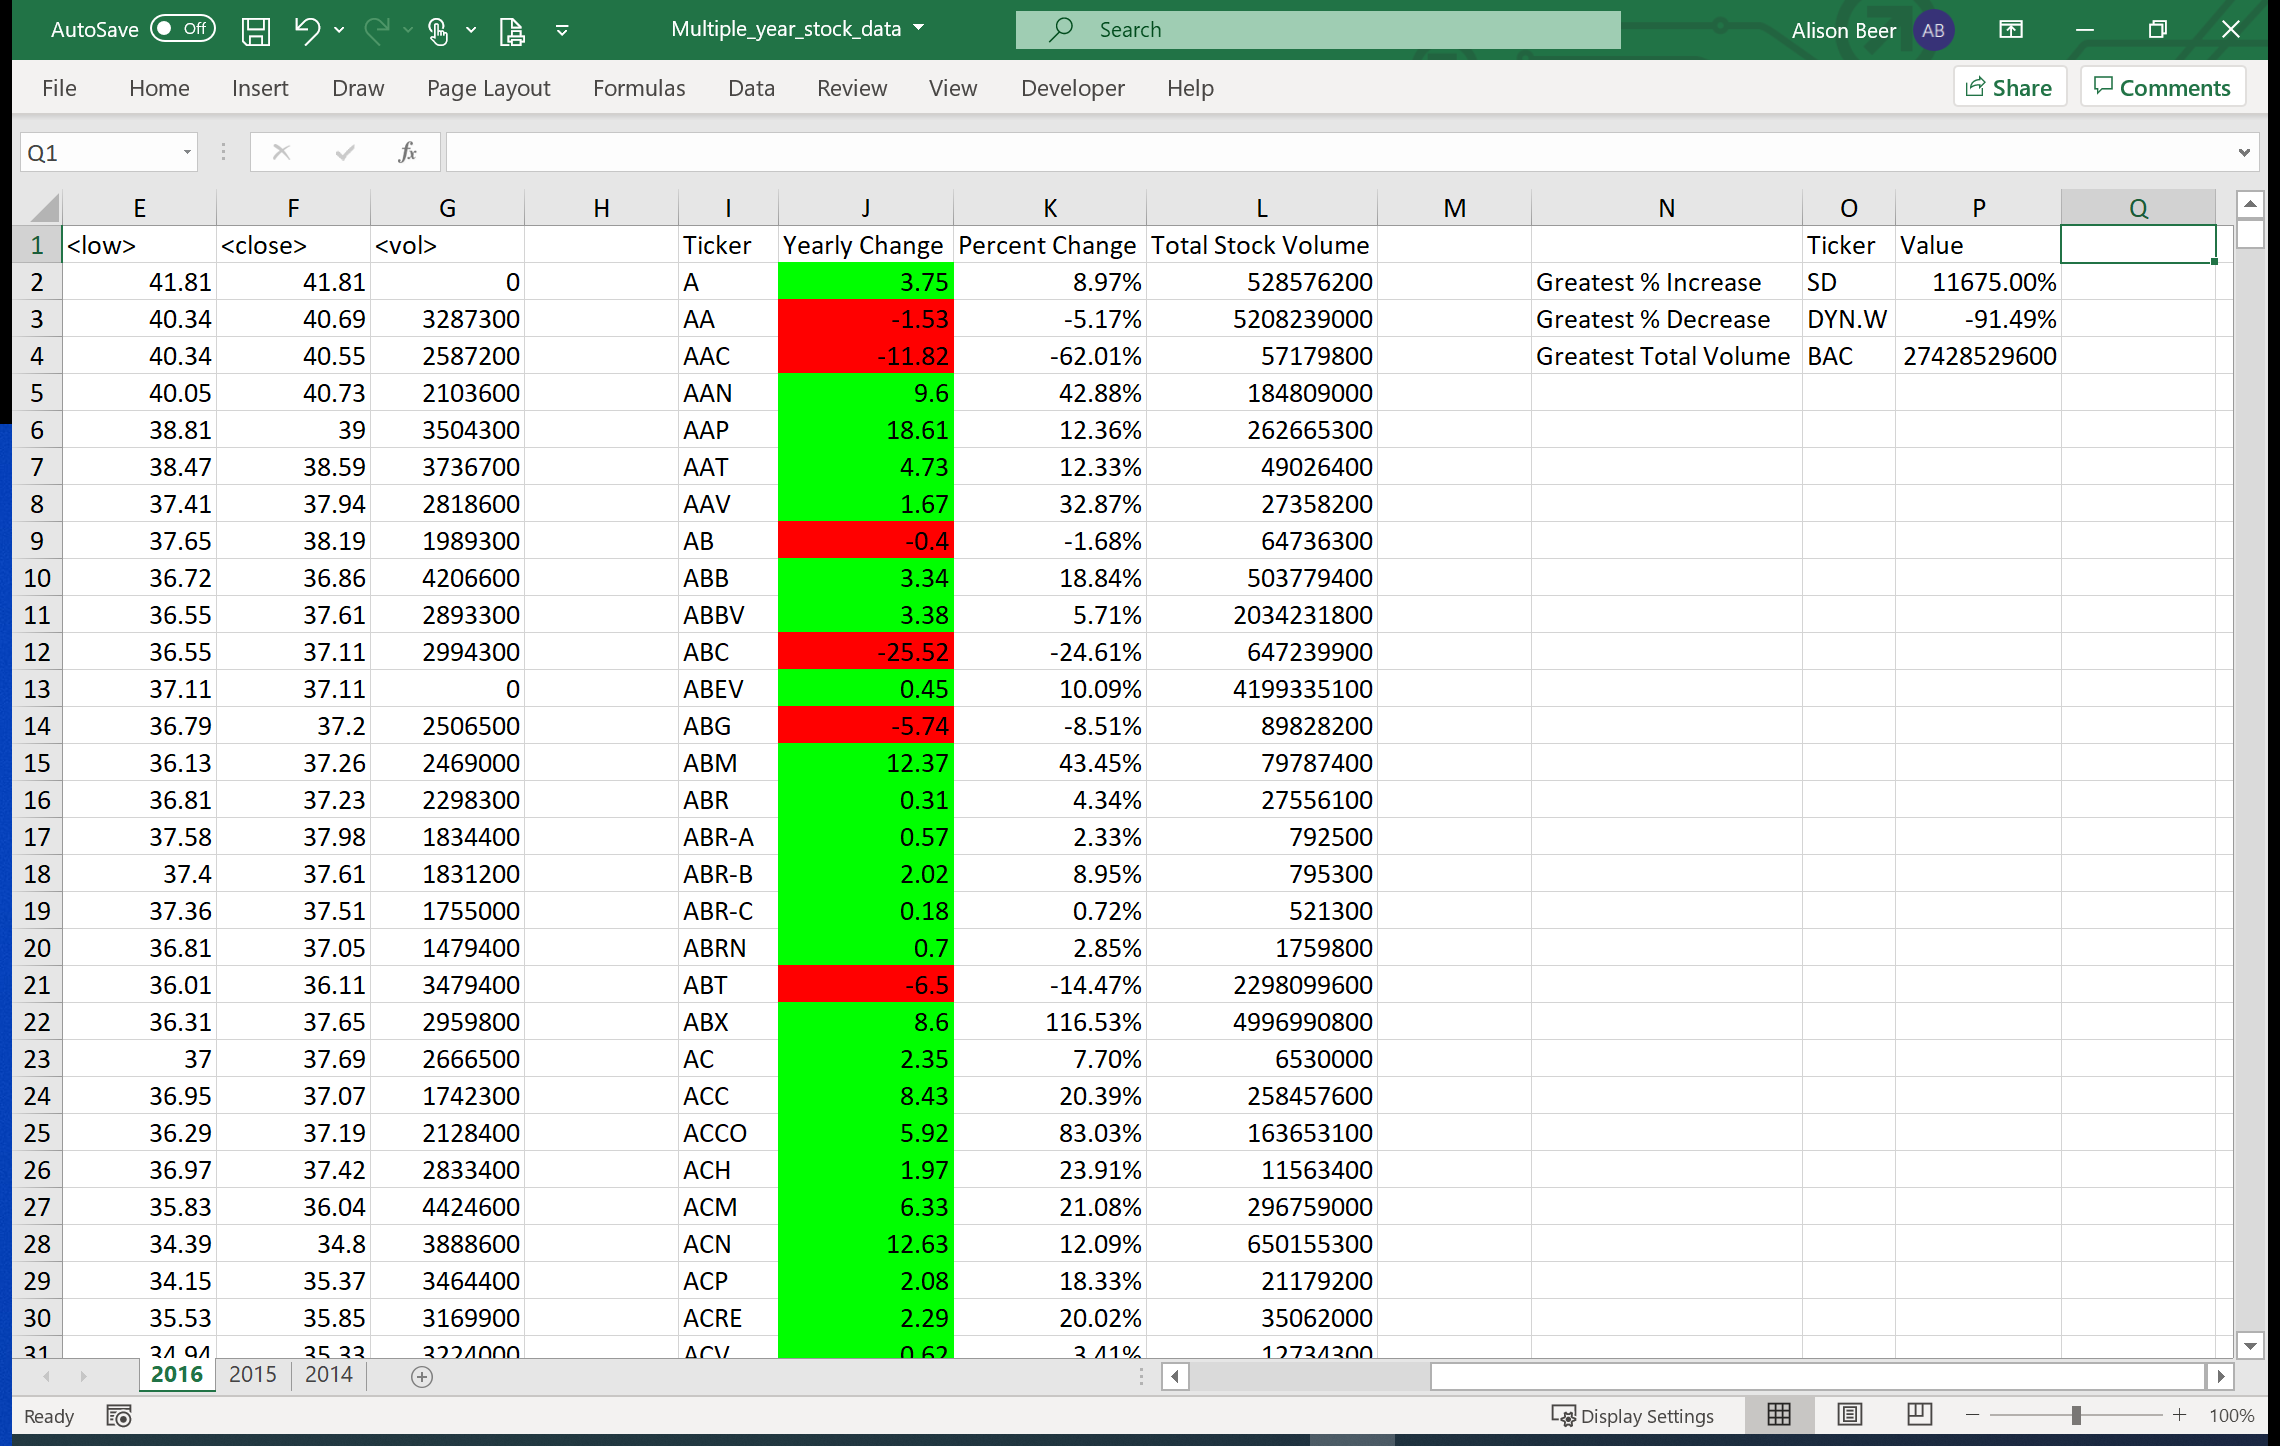 AutoSave Off Multiple_year_stock_data Search Alison Beer AB
File Home Insert Draw Page Layout Formulas Data Review View Developer Help Share Comments
Q1 fx
E F G H I J K L M N O P Q
1 <low> <close> <vol> Ticker Yearly Change Percent Change Total Stock Volume Ticker Value
2 41.81 41.81 0 A 3.75 8.97% 528576200 Greatest % Increase SD 11675.00%
3 40.34 40.69 3287300 AA -1.53 -5.17% 5208239000 Greatest % Decrease DYN.W -91.49%
4 40.34 40.55 2587200 AAC -11.82 -62.01% 57179800 Greatest Total Volume BAC 27428529600
5 40.05 40.73 2103600 AAN 9.6 42.88% 184809000
6 38.81 39 3504300 AAP 18.61 12.36% 262665300
7 38.47 38.59 3736700 AAT 4.73 12.33% 49026400
8 37.41 37.94 2818600 AAV 1.67 32.87% 27358200
9 37.65 38.19 1989300 AB -0.4 -1.68% 64736300
10 36.72 36.86 4206600 ABB 3.34 18.84% 503779400
11 36.55 37.61 2893300 ABBV 3.38 5.71% 2034231800
12 36.55 37.11 2994300 ABC -25.52 -24.61% 647239900
13 37.11 37.11 0 ABEV 0.45 10.09% 4199335100
14 36.79 37.2 2506500 ABG -5.74 -8.51% 89828200
15 36.13 37.26 2469000 ABM 12.37 43.45% 79787400
16 36.81 37.23 2298300 ABR 0.31 4.34% 27556100
17 37.58 37.98 1834400 ABR-A 0.57 2.33% 792500
18 37.4 37.61 1831200 ABR-B 2.02 8.95% 795300
19 37.36 37.51 1755000 ABR-C 0.18 0.72% 521300
20 36.81 37.05 1479400 ABRN 0.7 2.85% 1759800
21 36.01 36.11 3479400 ABT -6.5 -14.47% 2298099600
22 36.31 37.65 2959800 ABX 8.6 116.53% 4996990800
23 37 37.69 2666500 AC 2.35 7.70% 6530000
24 36.95 37.07 1742300 ACC 8.43 20.39% 258457600
25 36.29 37.19 2128400 ACCO 5.92 83.03% 163653100
26 36.97 37.42 2833400 ACH 1.97 23.91% 11563400
27 35.83 36.04 4424600 ACM 6.33 21.08% 296759000
28 34.39 34.8 3888600 ACN 12.63 12.09% 650155300
29 34.15 35.37 3464400 ACP 2.08 18.33% 21179200
30 35.53 35.85 3169900 ACRE 2.29 20.02% 35062000
31 34.94 35.33 3224000 ACV 0.62 3.41% 12734300
2016 2015 2014
Ready Display Settings 100%